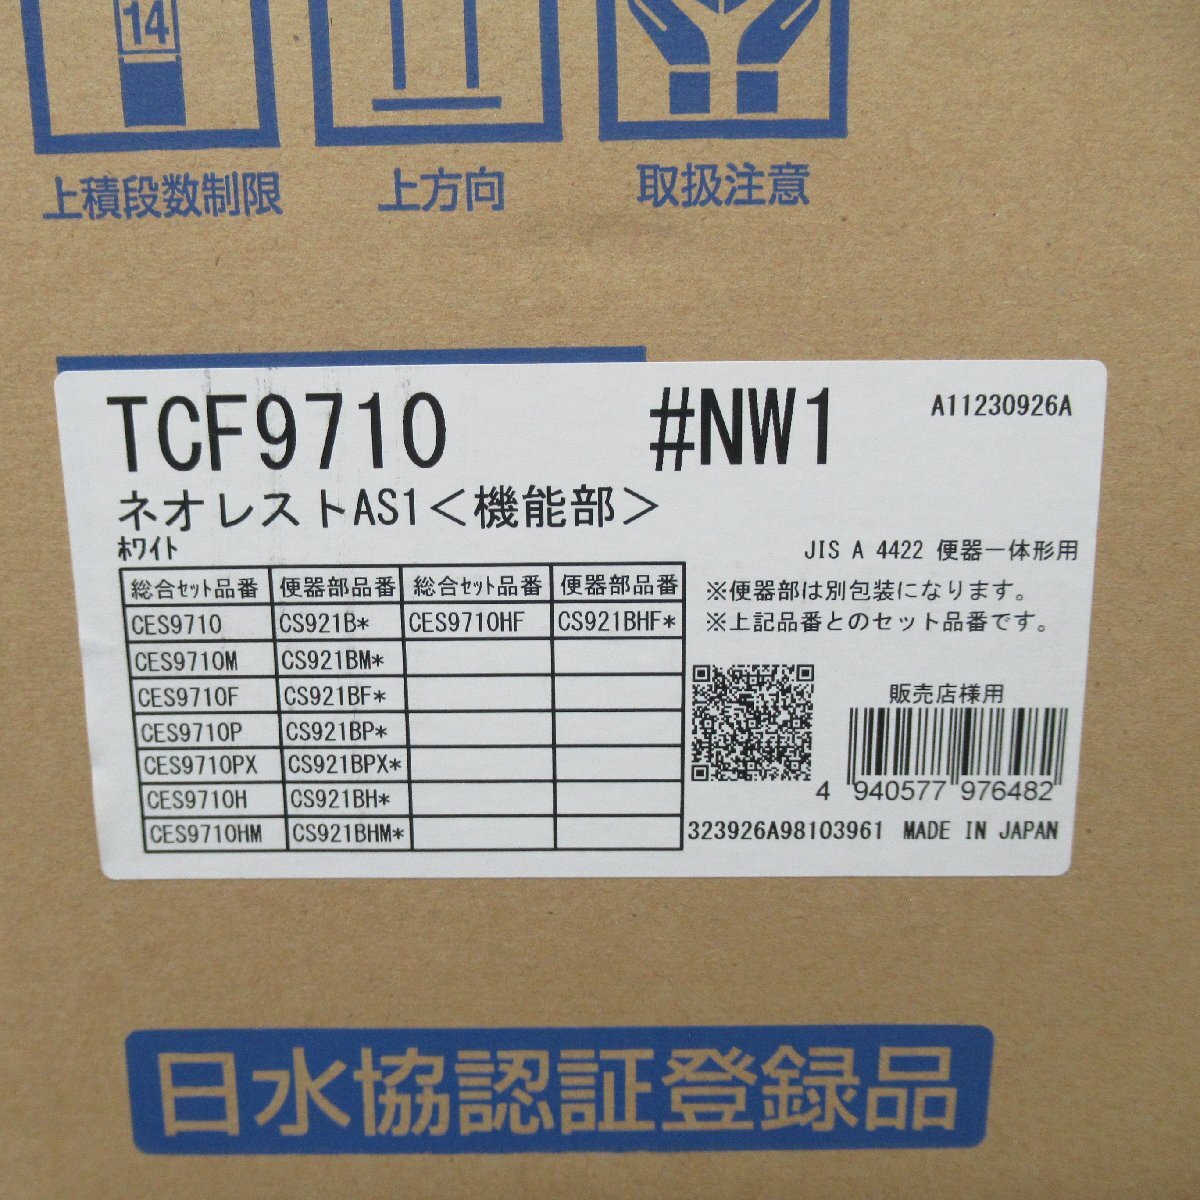 14
上積段数制限 上方向 取扱注意
TCF9710 #NW1 A11230926A
ネオレストAS1＜機能部＞
ﾎﾜｲﾄ JIS A 4422 便器一体形用
総合ｾｯﾄ品番 便器部品番 総合ｾｯﾄ品番 便器部品番
CES9710 CS921B* CES9710HF CS921BHF*
CES9710M CS921BM*
CES9710F CS921BF*
CES9710P CS921BP*
CES9710PX CS921BPX*
CES9710H CS921BH*
CES9710HM CS921BHM*
※便器部は別包装になります。
※上記品番とのセット品番です。
販売店様用
4 940577 976482
323926A98103961 MADE IN JAPAN
日水協認証登録品